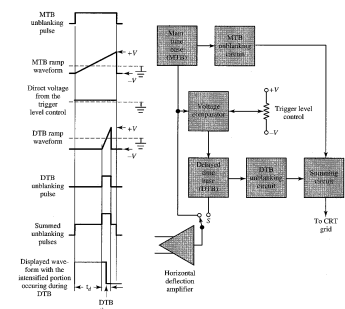 MTB
unblanking
pulse
MTB ramp
waveform
+V
−V
Direct voltage
from the
trigger
level control
DTB ramp
waveform
+V
−V
DTB
unblanking
pulse
Summed
unblanking
pulses
Displayed wave-
form with the
intensified portion
occuring during
DTB
t_d
DTB
Main
time
base
(MTB)
MTB
unblanking
circuit
Voltage
comparator
+V
Trigger level
control
−V
Delayed
time
base
(DTB)
DTB
unblanking
circuit
Summing
circuit
S
To CRT
grid
Horizontal
deflection
amplifier